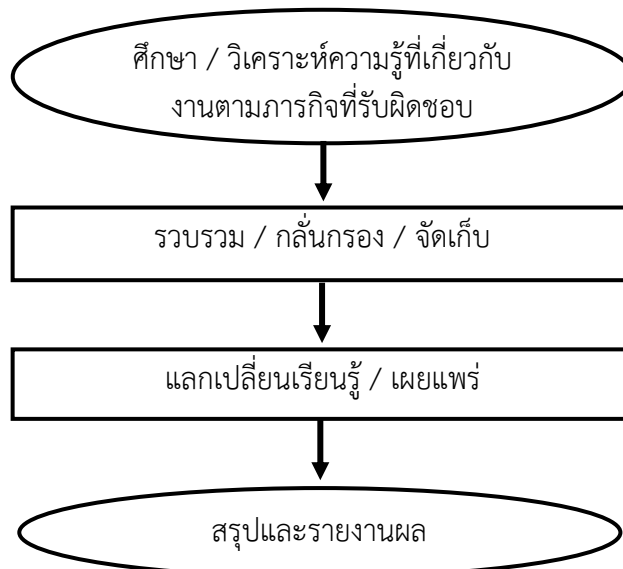 ศึกษา / วิเคราะห์ความรู้ที่เกี่ยวกับ
งานตามภารกิจที่รับผิดชอบ
รวบรวม / กลั่นกรอง / จัดเก็บ
แลกเปลี่ยนเรียนรู้ / เผยแพร่
สรุปและรายงานผล